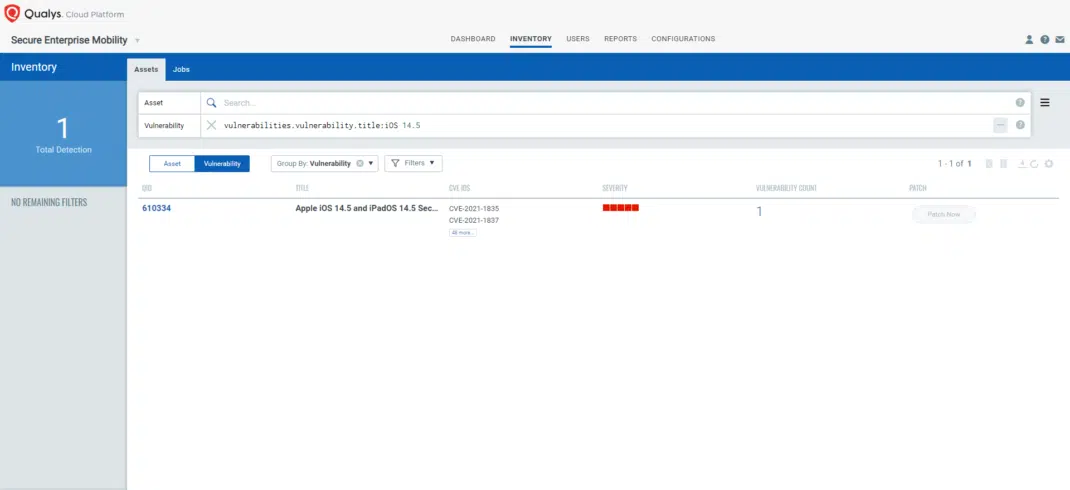 Qualys. Cloud Platform
Secure Enterprise Mobility
DASHBOARD INVENTORY USERS REPORTS CONFIGURATIONS
Inventory
Assets Jobs
1
Total Detection
NO REMAINING FILTERS
Asset Search...
Vulnerability vulnerabilities.vulnerability.title:iOS 14.5
Asset Vulnerability Group By: Vulnerability Filters 1 - 1 of 1
QID TITLE CVE IDS SEVERITY VULNERABILITY COUNT PATCH
610334 Apple iOS 14.5 and iPadOS 14.5 Sec... CVE-2021-1835 1 Patch Now
CVE-2021-1837
48 more..